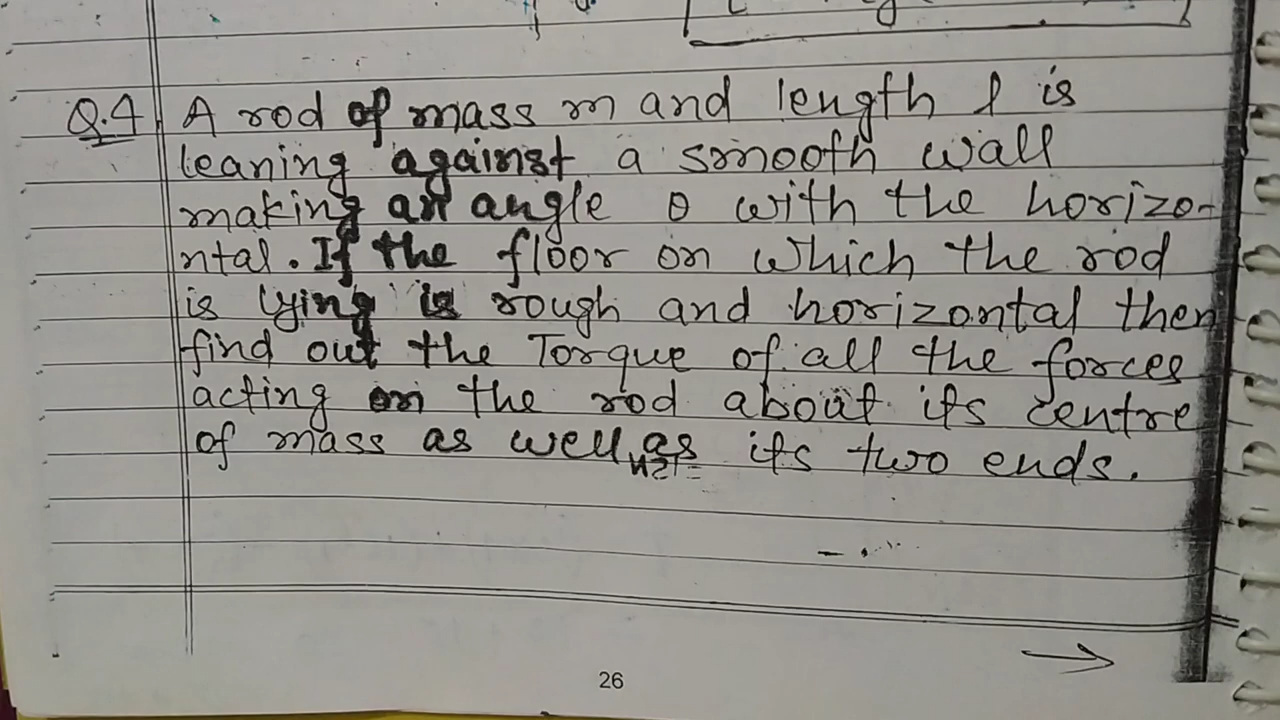 Q.4 A rod of mass m and length l is
leaning against a smooth wall
making an angle θ with the horizo-
ntal. If the floor on which the rod
is lying is rough and horizontal then
find out the Torque of all the forces
acting on the rod about its centre
of mass as well as its two ends.
26